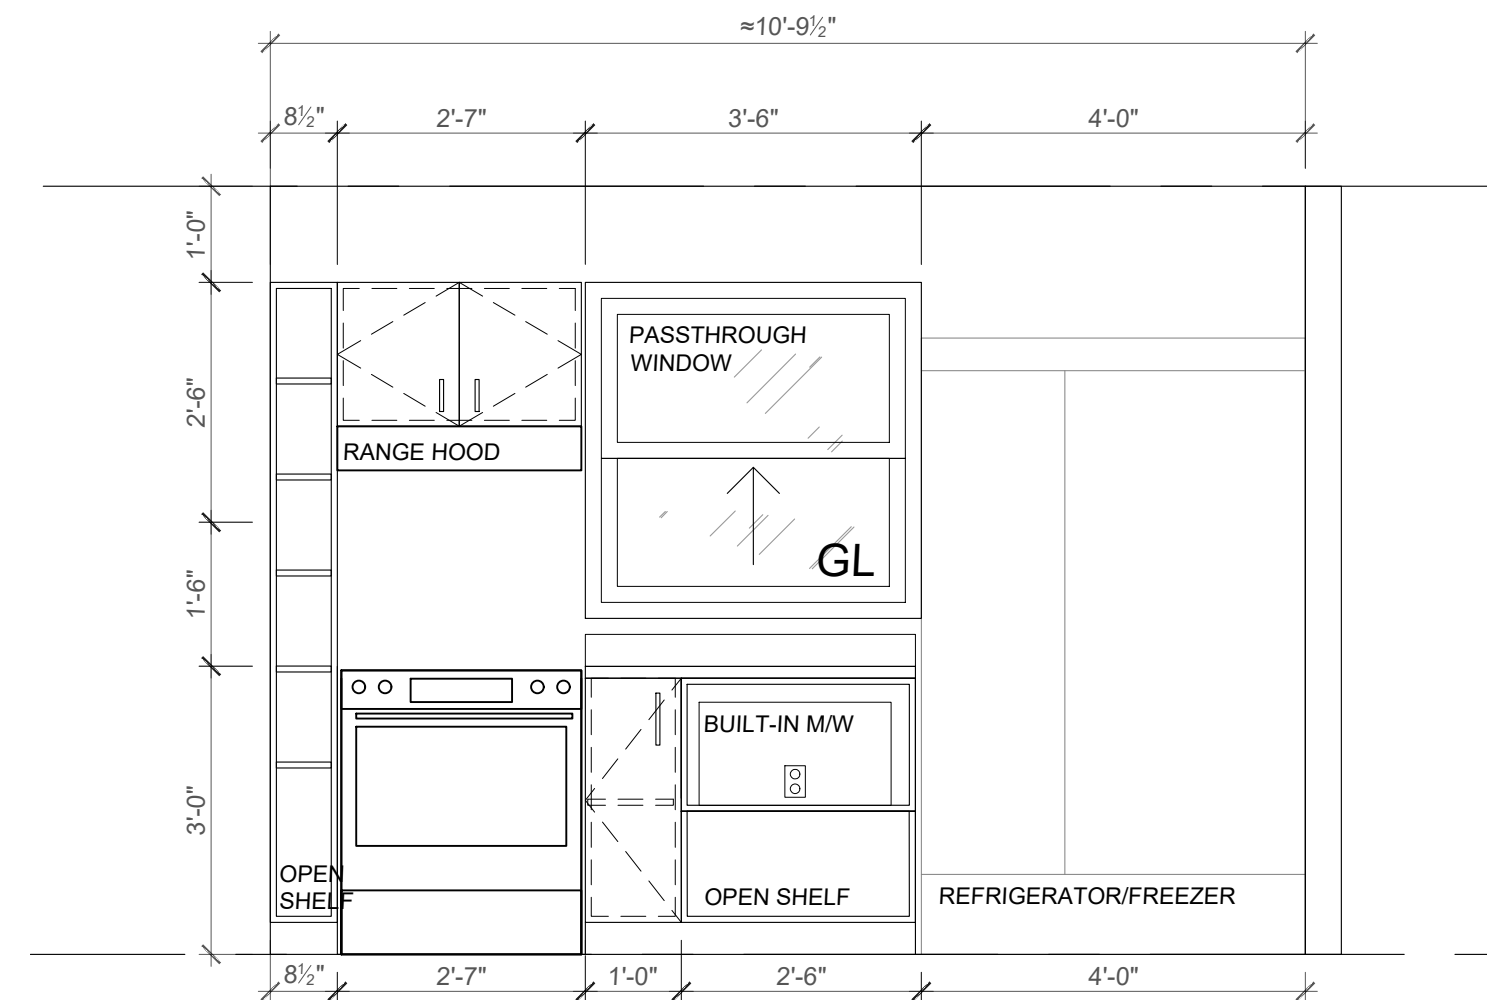 ≈10'-9½"
8½" 2'-7" 3'-6" 4'-0"
1'-0"
2'-6"
1'-6"
3'-0"
PASSTHROUGH
WINDOW
RANGE HOOD
GL
BUILT-IN M/W
OPEN
SHELF
OPEN SHELF
REFRIGERATOR/FREEZER
8½" 2'-7" 1'-0" 2'-6" 4'-0"